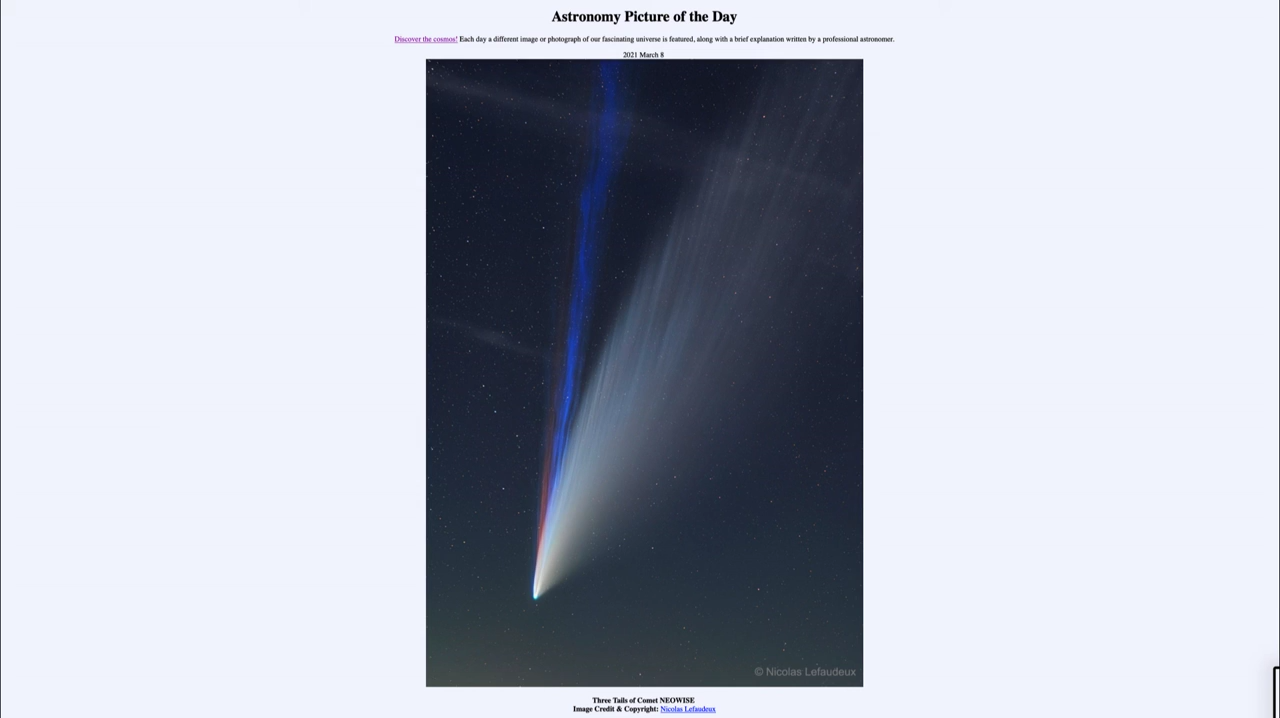 Astronomy Picture of the Day
Discover the cosmos! Each day a different image or photograph of our fascinating universe is featured, along with a brief explanation written by a professional astronomer.
2021 March 8
© Nicolas Lefaudeux
Three Tails of Comet NEOWISE
Image Credit & Copyright: Nicolas Lefaudeux